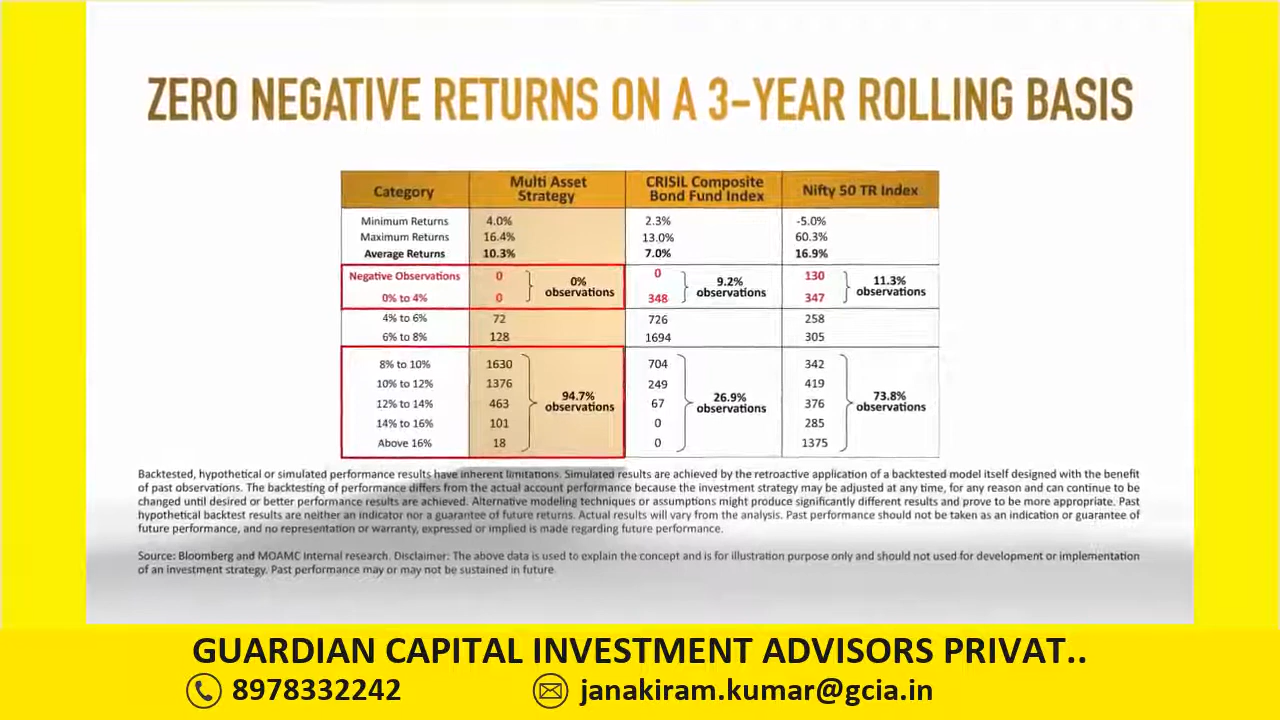 ZERO NEGATIVE RETURNS ON A 3-YEAR ROLLING BASIS
Category Multi Asset Strategy CRISIL Composite Bond Fund Index Nifty 50 TR Index
Minimum Returns 4.0% 2.3% -5.0%
Maximum Returns 16.4% 13.0% 60.3%
Average Returns 10.3% 7.0% 16.9%
Negative Observations 0 0% observations 0 9.2% observations 130 11.3% observations
0% to 4% 0 348 347
4% to 6% 72 726 258
6% to 8% 128 1694 305
8% to 10% 1630 704 342
10% to 12% 1376 249 419
12% to 14% 463 94.7% observations 67 26.9% observations 376 73.8% observations
14% to 16% 101 0 285
Above 16% 18 0 1375
Backtested, hypothetical or simulated performance results have inherent limitations. Simulated results are achieved by the retroactive application of a backtested model itself designed with the benefit
of past observations. The backtesting of performance differs from the actual account performance because the investment strategy may be adjusted at any time, for any reason and can continue to be
changed until desired or better performance results are achieved. Alternative modeling techniques or assumptions might produce significantly different results and prove to be more appropriate. Past
hypothetical backtest results are neither an indicator nor a guarantee of future returns. Actual results will vary from the analysis. Past performance should not be taken as an indication or guarantee of
future performance, and no representation or warranty, expressed or implied is made regarding future performance.
Source: Bloomberg and MOAMC Internal research. Disclaimer: The above data is used to explain the concept and is for illustration purpose only and should not used for development or implementation
of an investment strategy. Past performance may or may not be sustained in future
GUARDIAN CAPITAL INVESTMENT ADVISORS PRIVAT..
8978332242 janakiram.kumar@gcia.in